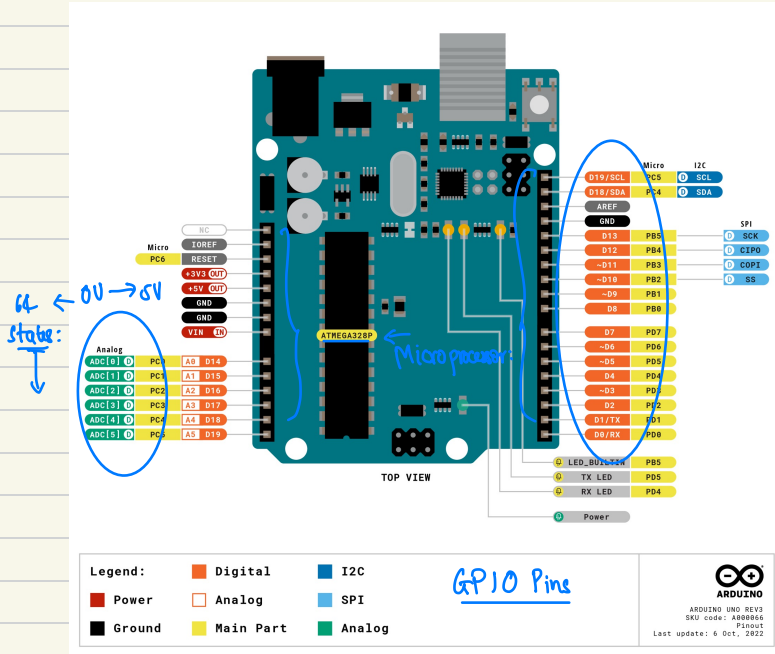 Micro
I2C
D19/SCL PC5 D SCL
D18/SDA PC4 D SDA
AREF
GND
SPI
D13 PB5 D SCK
D12 PB4 D CIPO
~D11 PB3 D COPI
~D10 PB2 D SS
~D9 PB1
D8 PB0
D7 PD7
~D6 PD6
~D5 PD5
D4 PD4
~D3 PD3
D2 PD2
D1/TX PD1
D0/RX PD0
NC
IOREF
Micro
PC6 RESET
+3V3 OUT
+5V OUT
GND
GND
VIN IN
64 ← 0V → 5V
States:
Analog
ADC[0] D PC0 A0 D14
ADC[1] D PC1 A1 D15
ADC[2] D PC2 A2 D16
ADC[3] D PC3 A3 D17
ADC[4] D PC4 A4 D18
ADC[5] D PC5 A5 D19
ATMEGA328P
Microprocessor
LED_BUILTIN PB5
TX LED PD5
RX LED PD4
Power
TOP VIEW
Legend:
Digital
I2C
Power
Analog
SPI
Ground
Main Part
Analog
GPIO Pins
ARDUINO
ARDUINO UNO REV3
SKU code: A000066
Pinout
Last update: 6 Oct, 2022